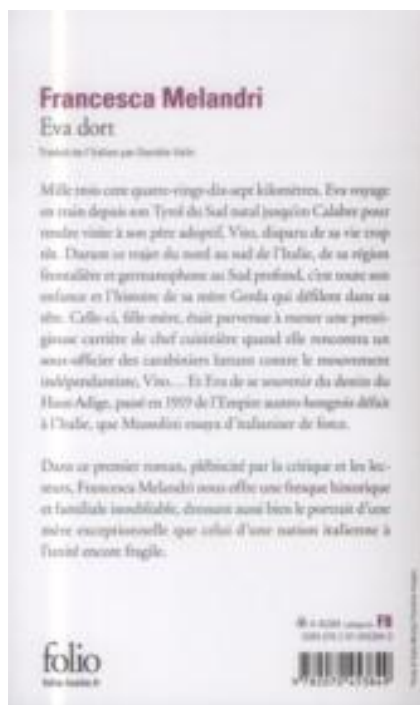 Francesca Melandri
Eva dort
Traduit de l'italien par Danièle Valin
Mille trois cent quatre-vingt-dix-sept kilomètres. Eva voyage
en train depuis son Tyrol du Sud natal jusqu'en Calabre pour
rendre visite à son père adoptif, Vito, disparu de sa vie trop
tôt. Durant ce trajet du nord au sud de l'Italie, de sa région
frontalière et germanophone au Sud profond, c'est toute son
enfance et l'histoire de sa mère Gerda qui défilent dans sa
tête. Celle-ci, fille-mère, était parvenue à mener une presti-
gieuse carrière de chef cuisinière quand elle rencontra un
sous-officier des carabiniers luttant contre le mouvement
indépendantiste, Vito... Et Eva de se souvenir du destin du
Haut-Adige, passé en 1919 de l'Empire austro-hongrois défait
à l'Italie, que Mussolini essaya d'italianiser de force.
Dans ce premier roman, plébiscité par la critique et les lec-
teurs, Francesca Melandri nous offre une fresque historique
et familiale inoubliable, dressant aussi bien le portrait d'une
mère exceptionnelle que celui d'une nation italienne à
l'unité encore fragile.
catégorie F8
folio